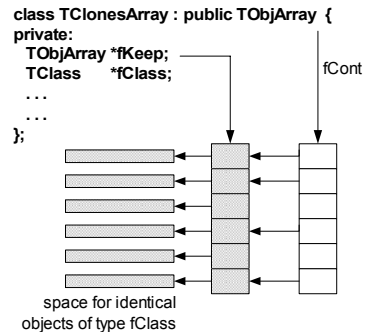 class TClonesArray : public TObjArray {
private:
TObjArray *fKeep;
TClass *fClass;
. . .
. . .
};
fCont
space for identical
objects of type fClass